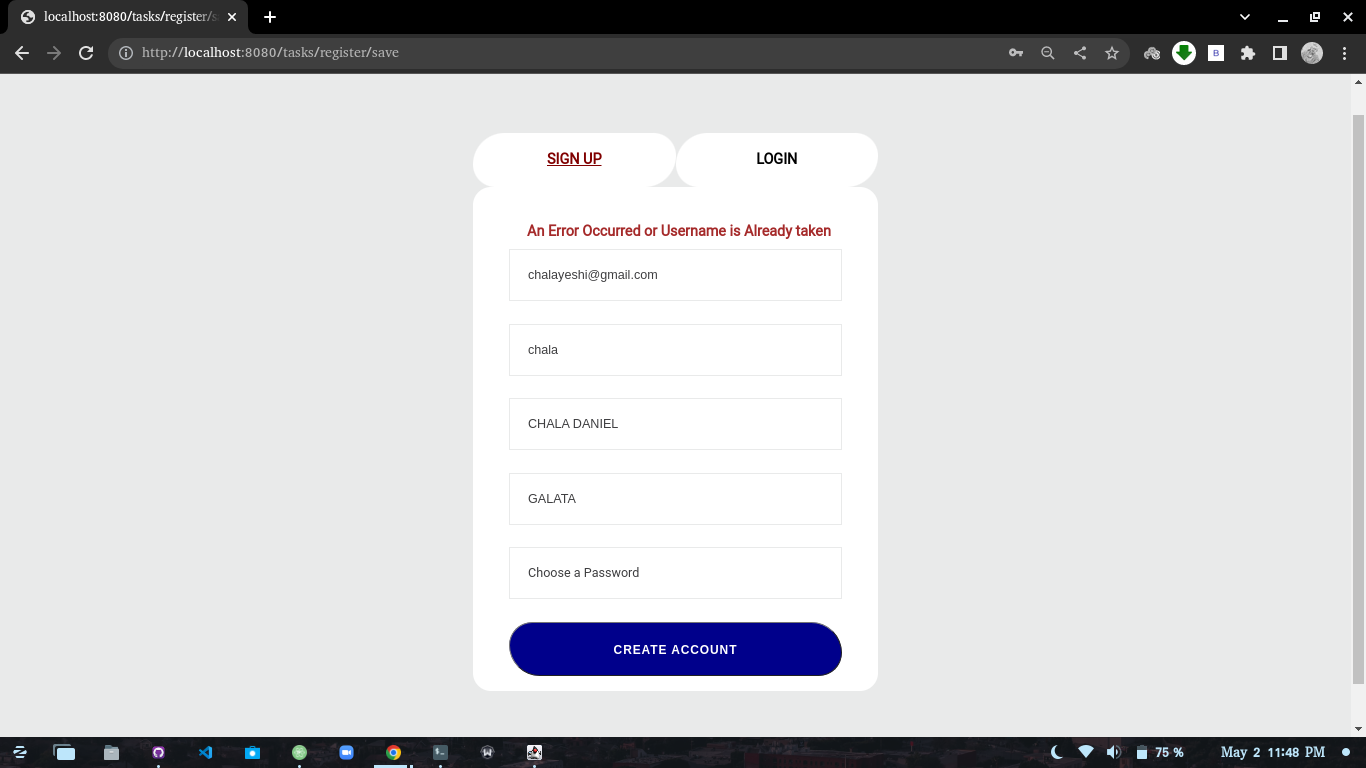 localhost:8080/tasks/register/s
http://localhost:8080/tasks/register/save
B
SIGN UP
LOGIN
An Error Occurred or Username is Already taken
chalayeshi@gmail.com
chala
CHALA DANIEL
GALATA
Choose a Password
CREATE ACCOUNT
75 %
May 2 11:48 PM